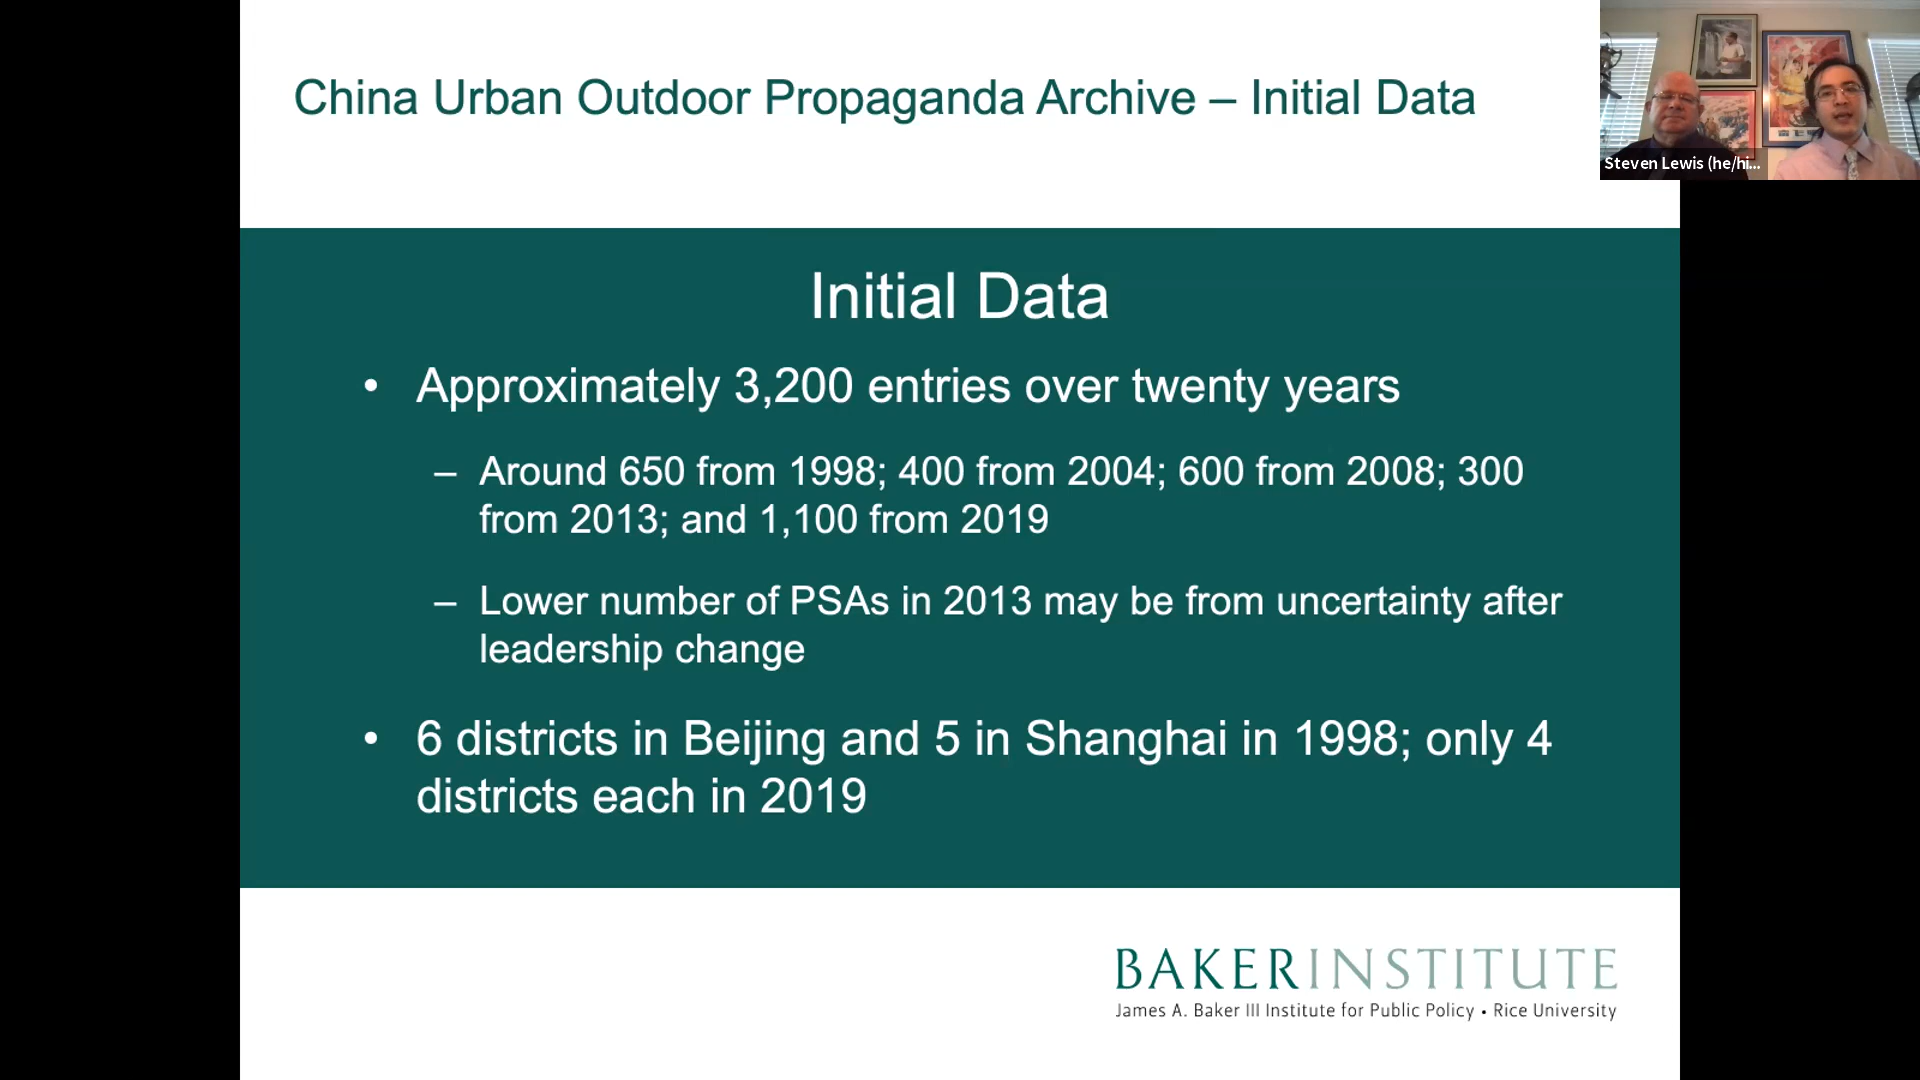 China Urban Outdoor Propaganda Archive – Initial Data
Steven Lewis (he/hi...
Initial Data
• Approximately 3,200 entries over twenty years
– Around 650 from 1998; 400 from 2004; 600 from 2008; 300
from 2013; and 1,100 from 2019
– Lower number of PSAs in 2013 may be from uncertainty after
leadership change
• 6 districts in Beijing and 5 in Shanghai in 1998; only 4
districts each in 2019
BAKER INSTITUTE
James A. Baker III Institute for Public Policy • Rice University